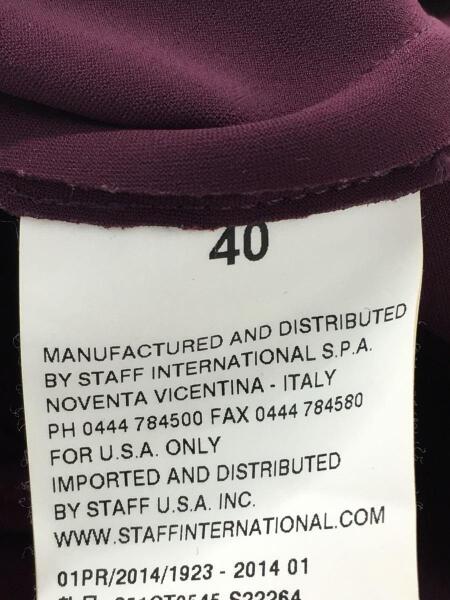 40
MANUFACTURED AND DISTRIBUTED
BY STAFF INTERNATIONAL S.P.A.
NOVENTA VICENTINA - ITALY
PH 0444 784500 FAX 0444 784580
FOR U.S.A. ONLY
IMPORTED AND DISTRIBUTED
BY STAFF U.S.A. INC.
WWW.STAFFINTERNATIONAL.COM
01PR/2014/1923 - 2014 01
S22264